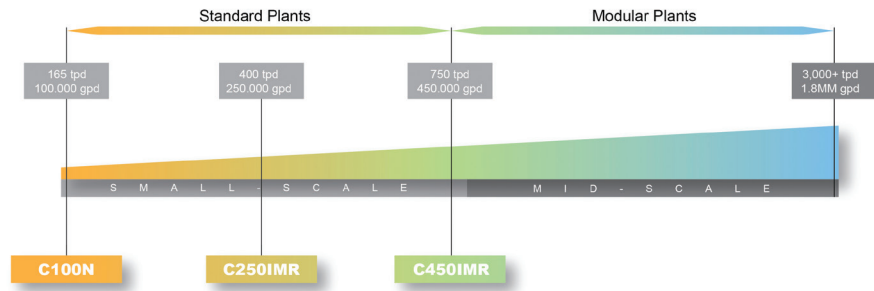 Standard Plants
Modular Plants
165 tpd
100.000 gpd
400 tpd
250.000 gpd
750 tpd
450.000 gpd
3,000+ tpd
1.8MM gpd
SMALL-SCALE
MID-SCALE
C100N
C250IMR
C450IMR